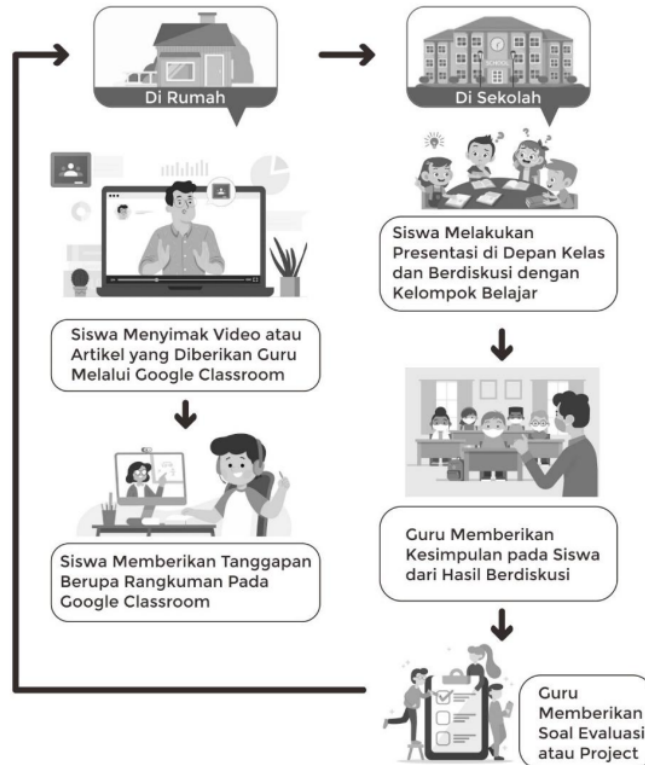 Di Rumah
Siswa Menyimak Video atau
Artikel yang Diberikan Guru
Melalui Google Classroom
Siswa Memberikan Tanggapan
Berupa Rangkuman Pada
Google Classroom
SCHOOL
Di Sekolah
Siswa Melakukan
Presentasi di Depan Kelas
dan Berdiskusi dengan
Kelompok Belajar
Guru Memberikan
Kesimpulan pada Siswa
dari Hasil Berdiskusi
Guru
Memberikan
Soal Evaluasi
atau Project